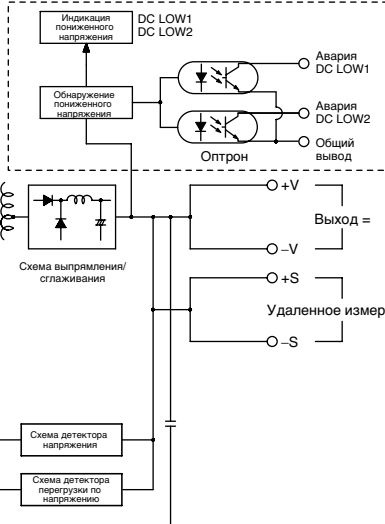 Индикация
пониженного
напряжения
DC LOW1
DC LOW2
Обнаружение
пониженного
напряжения
Авария
DC LOW1
Авария
DC LOW2
Общий
вывод
Оптрон
+V
Выход =
–V
Схема выпрямления/
сглаживания
+S
Удаленное измер
–S
Схема детектора
напряжения
Схема детектора
перегрузки по
напряжению